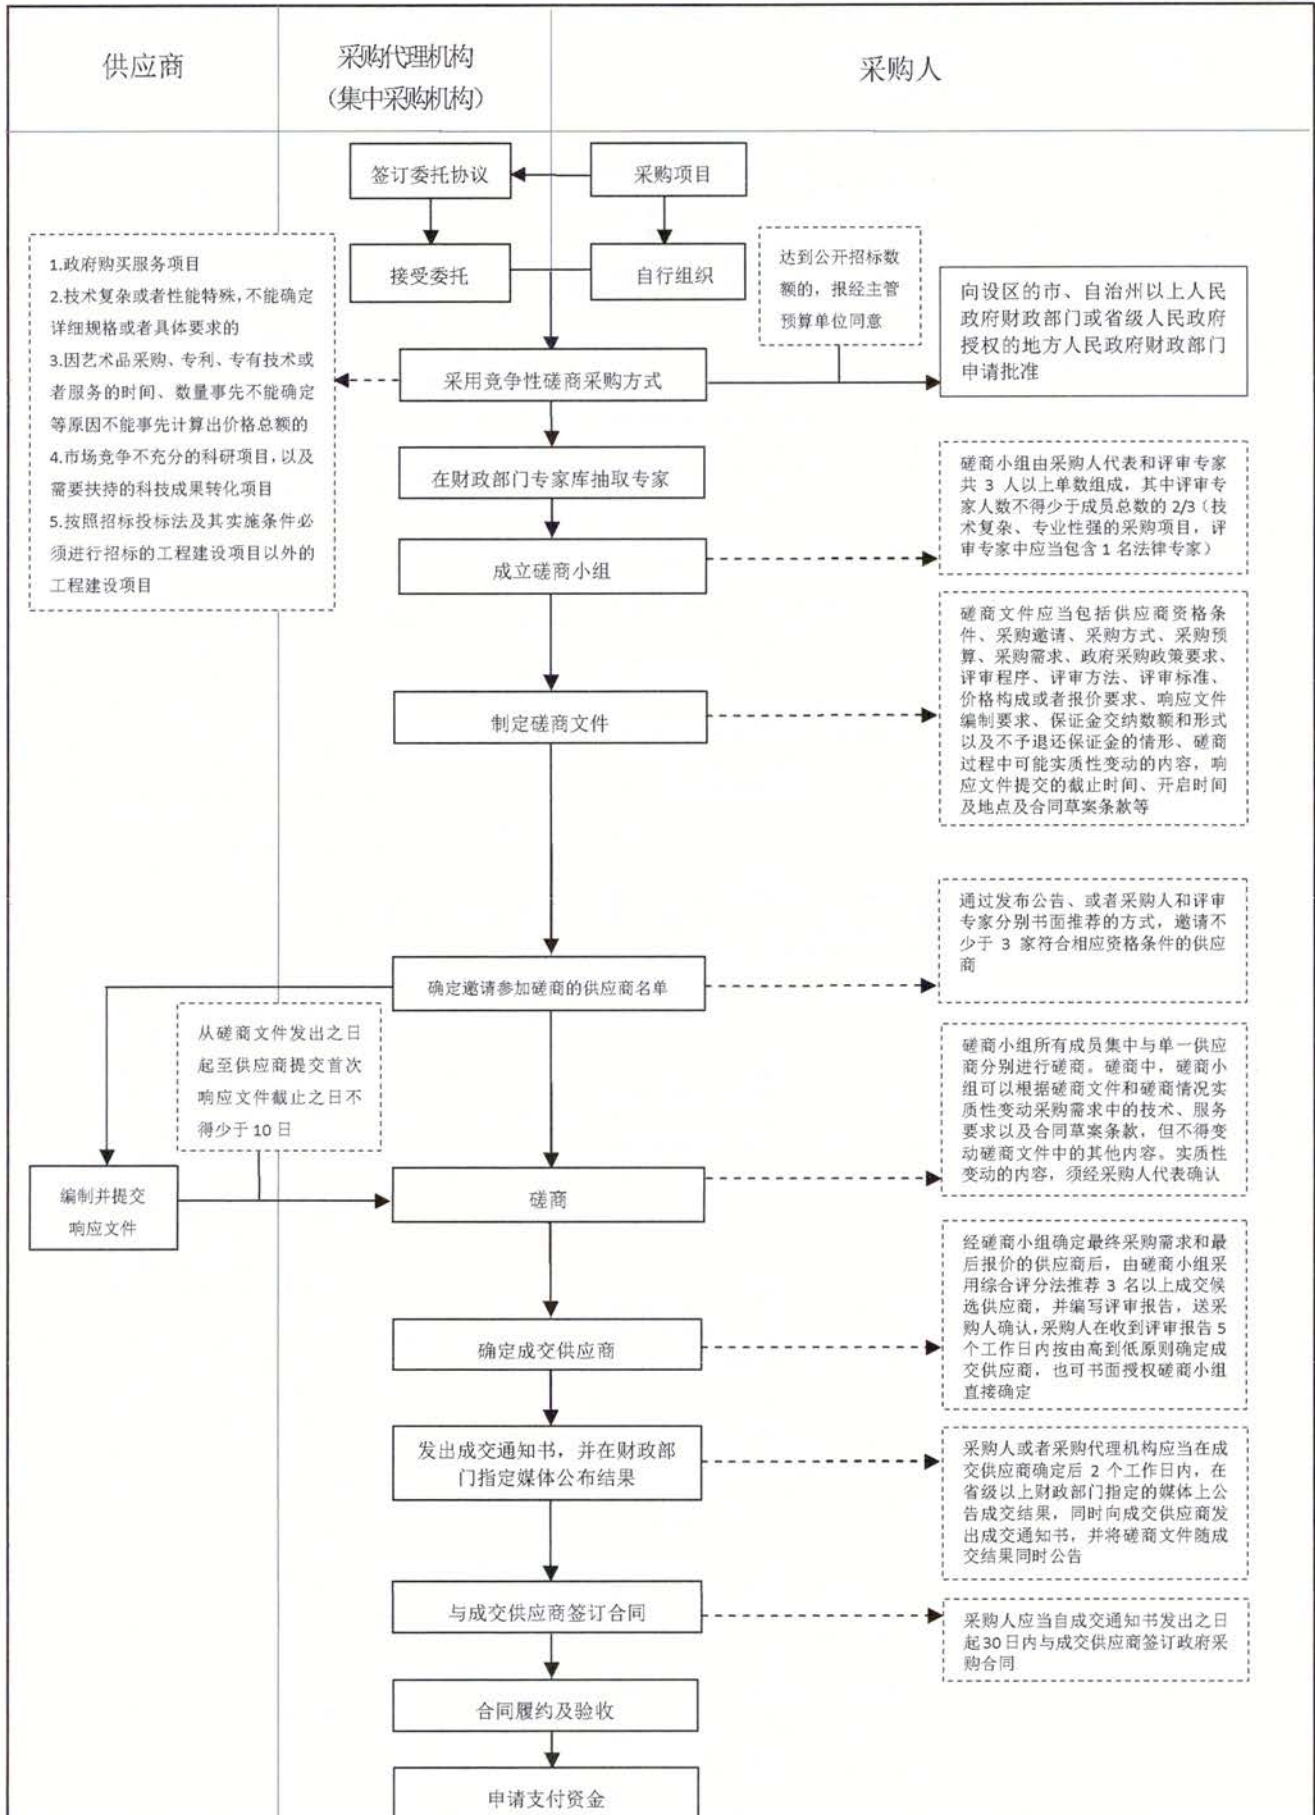 供应商
采购代理机构
（集中采购机构）
采购人
签订委托协议
采购项目
接受委托
自行组织
达到公开招标数
额的，报经主管
预算单位同意
向设区的市、自治州以上人民
政府财政部门或省级人民政府
授权的地方人民政府财政部门
申请批准
1.政府购买服务项目
2.技术复杂或者性能特殊，不能确定
详细规格或者具体要求的
3.因艺术品采购、专利、专有技术或
者服务的时间、数量事先不能确定
等原因不能事先计算出价格总额的
4.市场竞争不充分的科研项目，以及
需要扶持的科技成果转化项目
5.按照招标投标法及其实施条件必
须进行招标的工程建设项目以外的
工程建设项目
采用竞争性磋商采购方式
在财政部门专家库抽取专家
成立磋商小组
磋商小组由采购人代表和评审专家
共 3 人以上单数组成，其中评审专
家人数不得少于成员总数的 2/3（技
术复杂、专业性强的采购项目，评
审专家中应当包含 1 名法律专家）
制定磋商文件
磋商文件应当包括供应商资格条
件、采购邀请、采购方式、采购预
算、采购需求、政府采购政策要求、
评审程序、评审方法、评审标准、
价格构成或者报价要求、响应文件
编制要求、保证金交纳数额和形式
以及不予退还保证金的情形、磋商
过程中可能实质性变动的内容，响
应文件提交的截止时间、开启时间
及地点及合同草案条款等
确定邀请参加磋商的供应商名单
通过发布公告、或者采购人和评审
专家分别书面推荐的方式，邀请不
少于 3 家符合相应资格条件的供应
商
从磋商文件发出之日
起至供应商提交首次
响应文件截止之日不
得少于 10 日
编制并提交
响应文件
磋商
磋商小组所有成员集中与单一供应
商分别进行磋商。磋商中，磋商小
组可以根据磋商文件和磋商情况实
质性变动采购需求中的技术、服务
要求以及合同草案条款，但不得变
动磋商文件中的其他内容。实质性
变动的内容，须经采购人代表确认
确定成交供应商
经磋商小组确定最终采购需求和最
后报价的供应商后，由磋商小组采
用综合评分法推荐 3 名以上成交候
选供应商，并编写评审报告，送采
购人确认，采购人在收到评审报告 5
个工作日内按由高到低原则确定成
交供应商，也可书面授权磋商小组
直接确定
发出成交通知书，并在财政部
门指定媒体公布结果
采购人或者采购代理机构应当在成
交供应商确定后 2 个工作日内，在
省级以上财政部门指定的媒体上公
告成交结果，同时向成交供应商发
出成交通知书，并将磋商文件随成
交结果同时公告
与成交供应商签订合同
采购人应当自成交通知书发出之日
起30日内与成交供应商签订政府采
购合同
合同履约及验收
申请支付资金